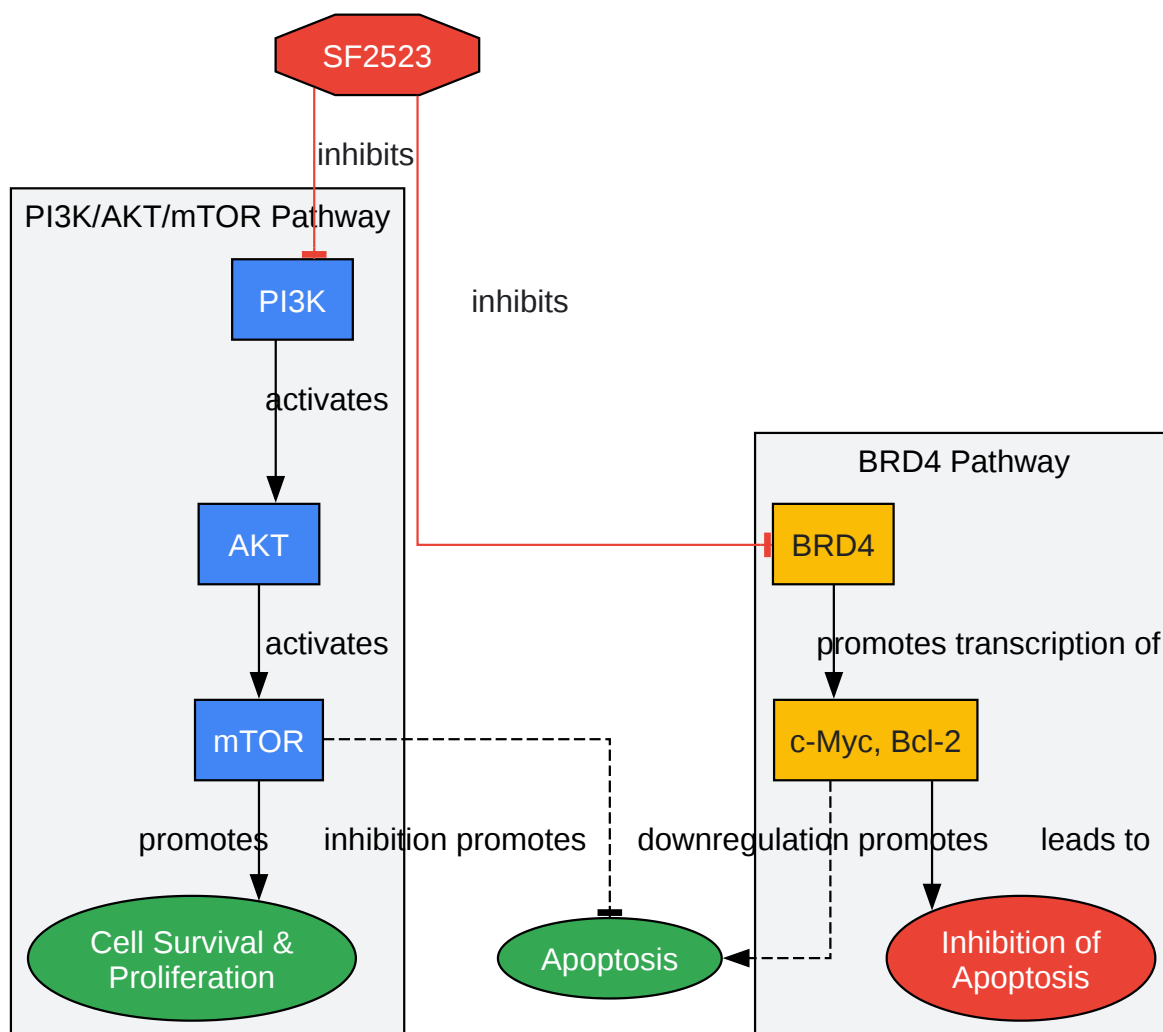 SF2523
inhibits
PI3K/AKT/mTOR Pathway
PI3K
inhibits
activates
BRD4 Pathway
AKT
BRD4
activates
promotes transcription of
mTOR
c-Myc, Bcl-2
promotes
inhibition promotes
downregulation promotes
leads to
Cell Survival &
Proliferation
Apoptosis
Inhibition of
Apoptosis